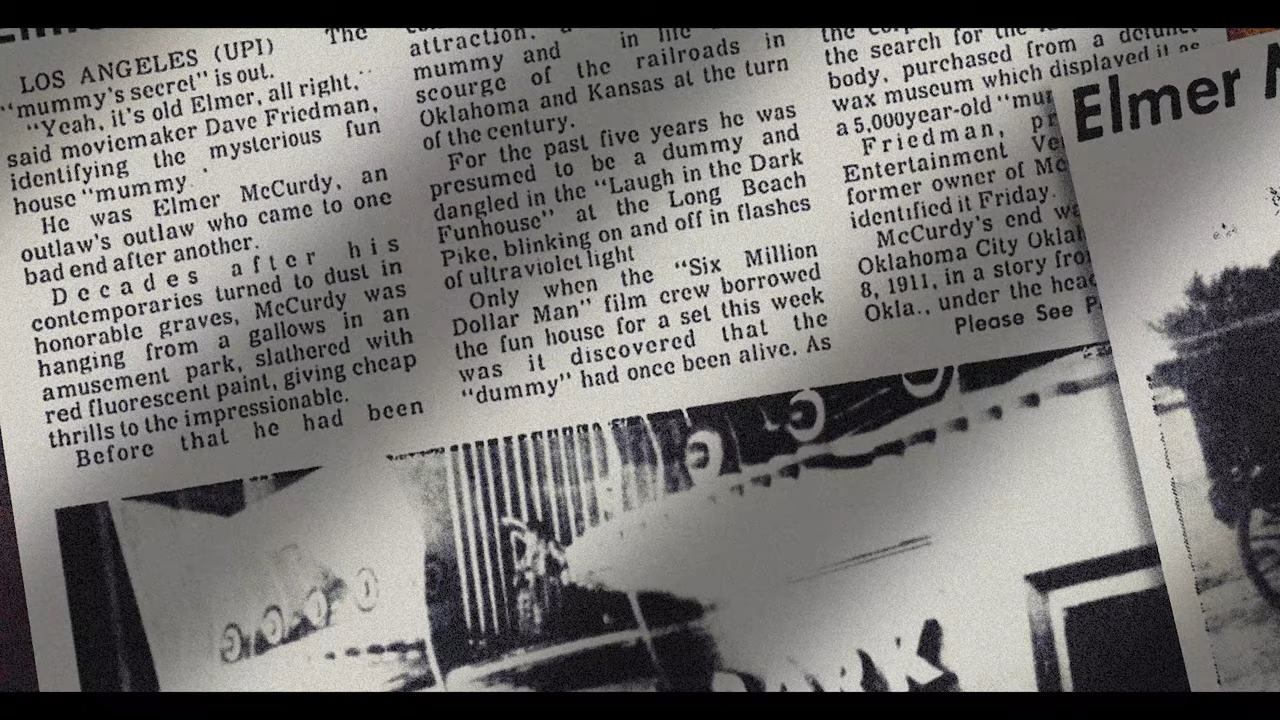 LOS ANGELES (UPI) The
"mummy's secret" is out.
"Yeah, it's old Elmer, all right,"
said moviemaker Dave Friedman,
identifying the mysterious fun
house "mummy.
He was Elmer McCurdy, an
outlaw's outlaw who came to one
bad end after another.
Decades after his
contemporaries turned to dust in
honorable graves, McCurdy was
hanging from a gallows in an
amusement park, slathered with
red fluorescent paint, giving cheap
thrills to the impressionable.
Before that he had been
attraction.
mummy and in life
scourge of the railroads in
Oklahoma and Kansas at the turn
of the century.
For the past five years he was
presumed to be a dummy and
dangled in the "Laugh in the Dark
Funhouse" at the Long Beach
Pike, blinking on and off in flashes
of ultraviolet light
Only when the "Six Million
Dollar Man" film crew borrowed
the fun house for a set this week
was it discovered that the
"dummy" had once been alive. As
the search for the
body, purchased from a defunct
wax museum which displayed it as
a 5,000year-old "mum
Friedman, pr
Entertainment Ve
former owner of Mc
identified it Friday.
McCurdy's end wa
Oklahoma City Oklah
8, 1911, in a story fro
Okla., under the head
Please See P
DARK
Elmer